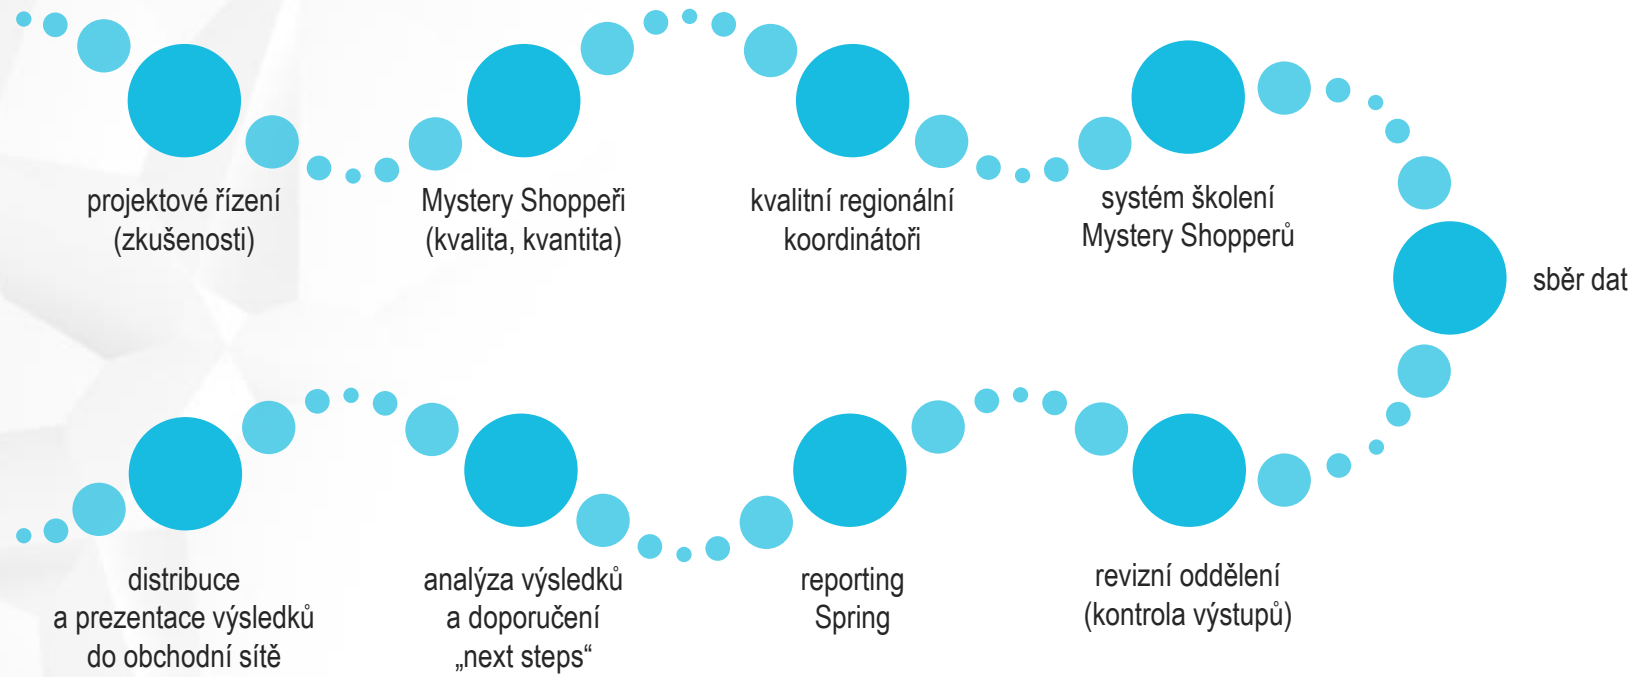 projektové řízení
(zkušenosti)
Mystery Shoppeři
(kvalita, kvantita)
kvalitní regionální
koordinátoři
systém školení
Mystery Shopperů
sběr dat
distribuce
a prezentace výsledků
do obchodní sítě
analýza výsledků
a doporučení
„next steps“
reporting
Spring
revizní oddělení
(kontrola výstupů)